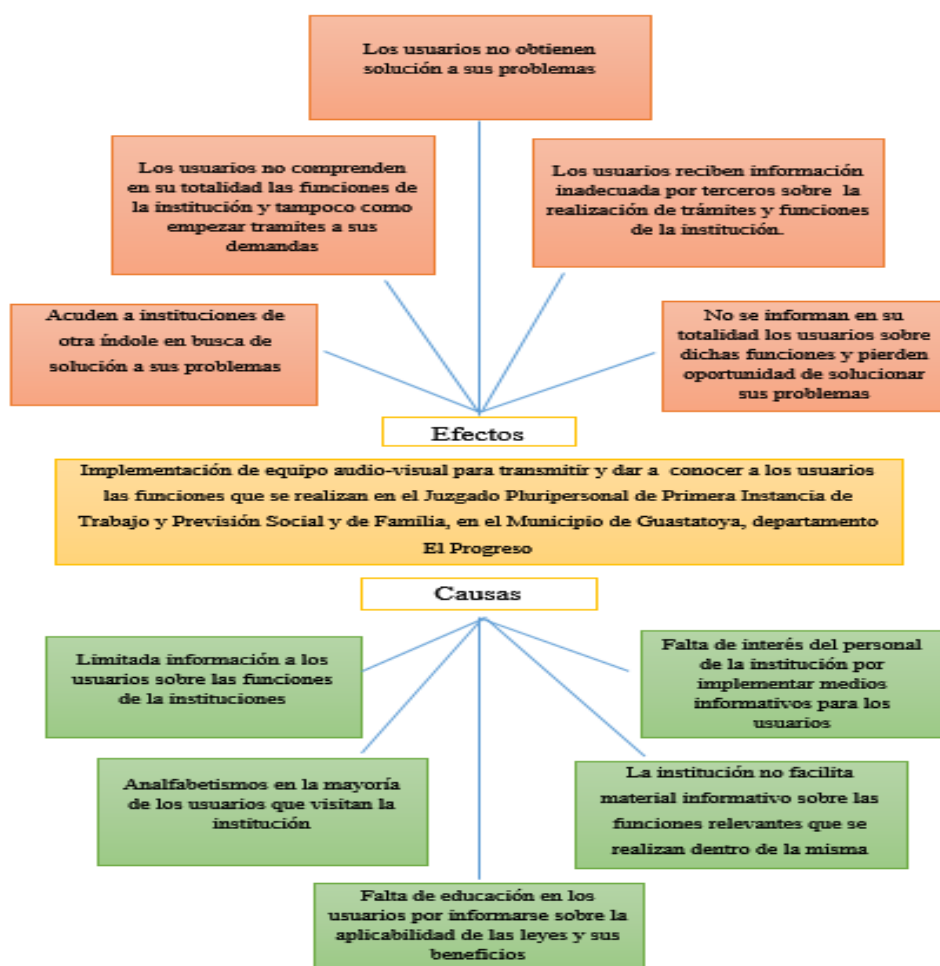 Los usuarios no obtienen
solución a sus problemas
Los usuarios no comprenden
en su totalidad las funciones de
la institución y tampoco como
empezar tramites a sus
demandas
Los usuarios reciben información
inadecuada por terceros sobre la
realización de trámites y funciones
de la institución.
Acuden a instituciones de
otra índole en busca de
solución a sus problemas
No se informan en su
totalidad los usuarios sobre
dichas funciones y pierden
oportunidad de solucionar
sus problemas
Efectos
Implementación de equipo audio-visual para transmitir y dar a conocer a los usuarios
las funciones que se realizan en el Juzgado Pluripersonal de Primera Instancia de
Trabajo y Previsión Social y de Familia, en el Municipio de Guastatoya, departamento
El Progreso
Causas
Limitada información a los
usuarios sobre las funciones
de la instituciones
Falta de interés del personal
de la institución por
implementar medios
informativos para los
usuarios
Analfabetismos en la mayoría
de los usuarios que visitan la
institución
La institución no facilita
material informativo sobre las
funciones relevantes que se
realizan dentro de la misma
Falta de educación en los
usuarios por informarse sobre la
aplicabilidad de las leyes y sus
beneficios